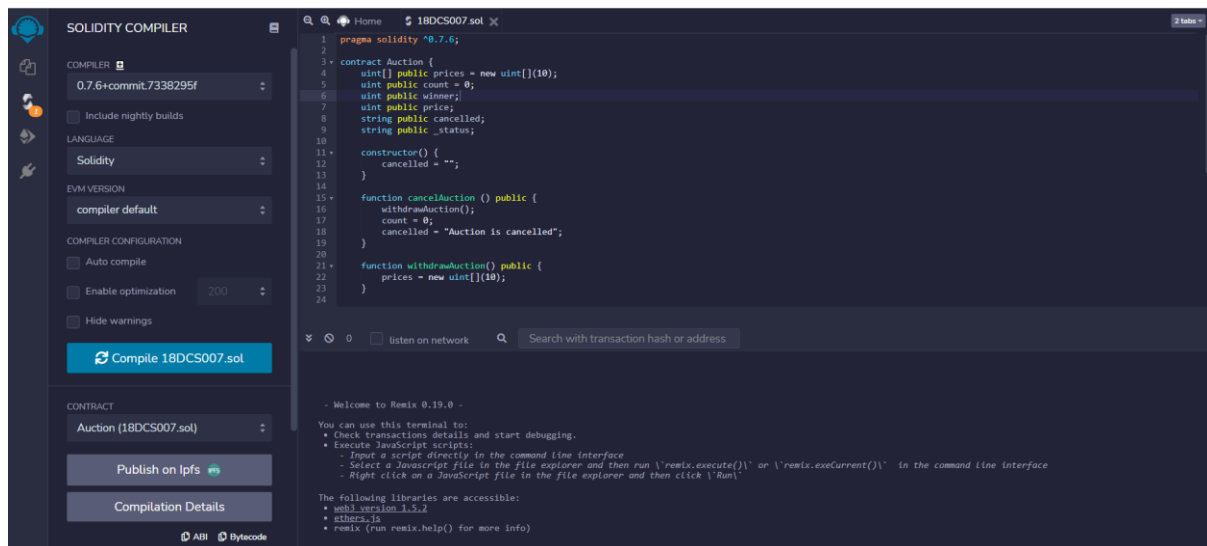 SOLIDITY COMPILER
COMPILER
0.7.6+commit.7338295f
Include nightly builds
LANGUAGE
Solidity
EVM VERSION
compiler default
COMPILER CONFIGURATION
Auto compile
Enable optimization 200
Hide warnings
Compile 18DCS007.sol
CONTRACT
Auction (18DCS007.sol)
Publish on Ipfs IPFS
Compilation Details
ABI Bytecode
1
Home 18DCS007.sol 2 tabs
1 pragma solidity ^0.7.6;
2
3 contract Auction {
4 uint[] public prices = new uint[](10);
5 uint public count = 0;
6 uint public winner;
7 uint public price;
8 string public cancelled;
9 string public _status;
10
11 constructor() {
12 cancelled = "";
13 }
14
15 function cancelAuction () public {
16 withdrawAuction();
17 count = 0;
18 cancelled = "Auction is cancelled";
19 }
20
21 function withdrawAuction() public {
22 prices = new uint[](10);
23 }
24
0 listen on network Search with transaction hash or address
- Welcome to Remix 0.19.0 -
You can use this terminal to:
• Check transactions details and start debugging.
• Execute JavaScript scripts:
- Input a script directly in the command line interface
- Select a Javascript file in the file explorer and then run \`remix.execute()\` or \`remix.exeCurrent()\` in the command line interface
- Right click on a JavaScript file in the file explorer and then click \`Run\`
The following libraries are accessible:
• web3 version 1.5.2
• ethers.js
• remix (run remix.help() for more info)